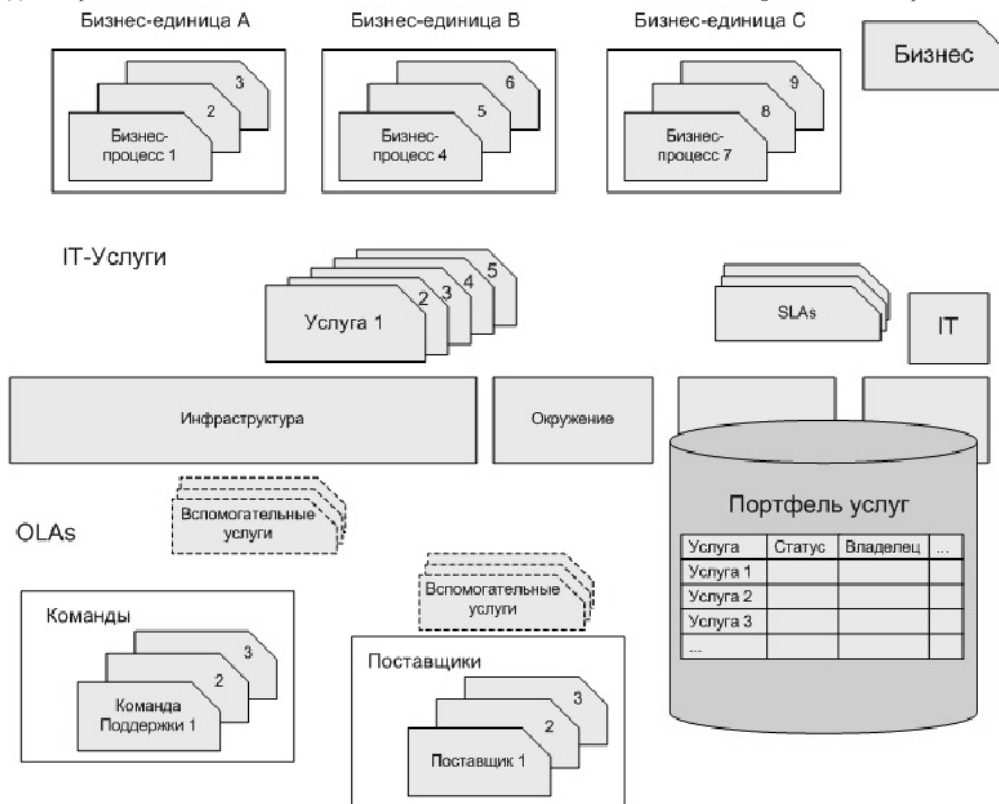 Бизнес-единица А
Бизнес-единица В
Бизнес-единица С
Бизнес
3
2
Бизнес-
процесс 1
6
5
Бизнес-
процесс 4
9
8
Бизнес-
процесс 7
IT-Услуги
5
4
3
2
Услуга 1
SLAs
IT
Инфраструктура
Окружение
Портфель услуг
Услуга Статус Владелец ...
Услуга 1
Услуга 2
Услуга 3
...
Вспомогательные
услуги
OLAs
Вспомогательные
услуги
Команды
3
2
Команда
Поддержки 1
Поставщики
3
2
Поставщик 1